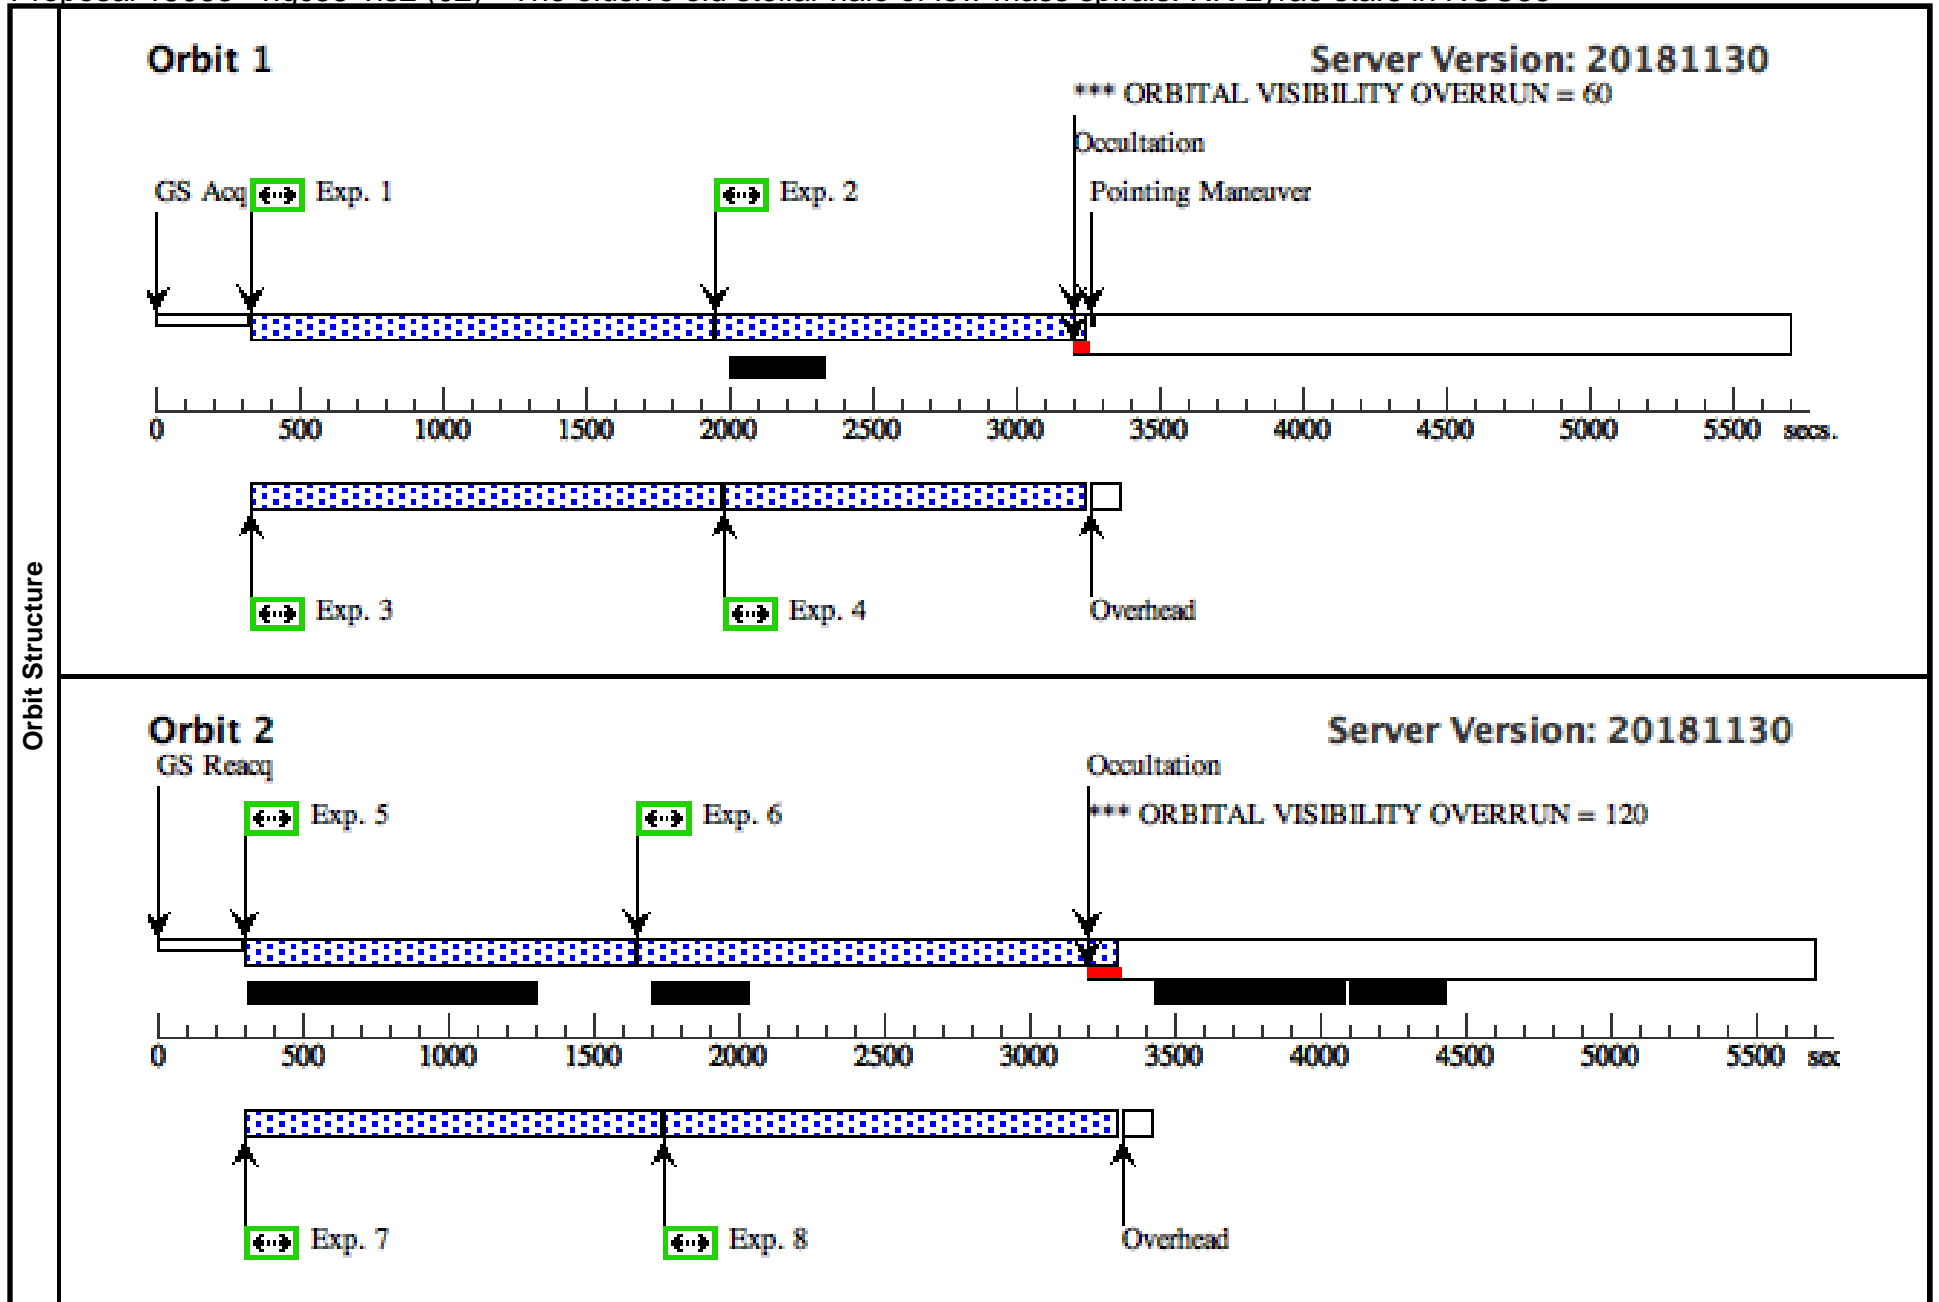 Orbit 1
Server Version: 20181130
*** ORBITAL VISIBILITY OVERRUN = 60
Occultation
GS Acq
Exp. 1
Exp. 2
Pointing Maneuver
0 500 1000 1500 2000 2500 3000 3500 4000 4500 5000 5500 secs.
Exp. 3
Exp. 4
Overhead
Orbit Structure
Orbit 2
Server Version: 20181130
GS Reacq
Occultation
Exp. 5
Exp. 6
*** ORBITAL VISIBILITY OVERRUN = 120
0 500 1000 1500 2000 2500 3000 3500 4000 4500 5000 5500 sec
Exp. 7
Exp. 8
Overhead